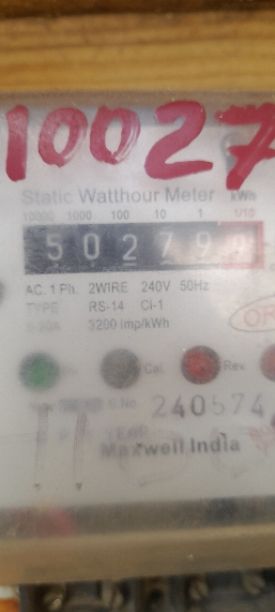 10027
Static Watthour Meter kWh
10000 1000 100 10 1 1/10
5 0 2 7 9
AC. 1 Ph. 2WIRE 240V 50Hz
TYPE RS-14 Cl-1
3200 imp/kWh
Cal. Rev.
S.No. 240574
YEAR
Maxwell India